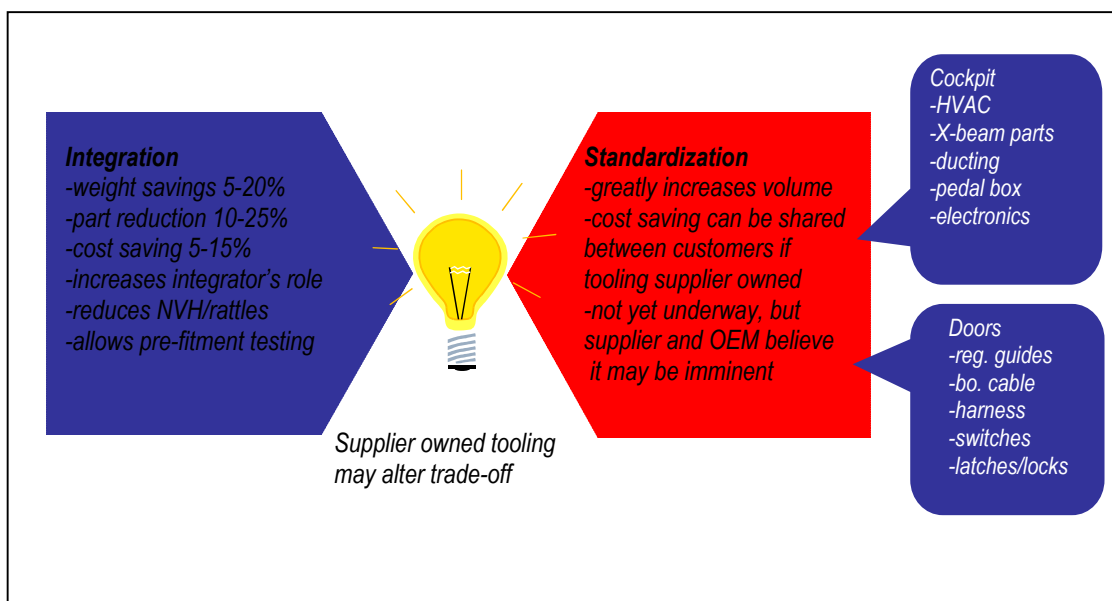 Integration
-weight savings 5-20%
-part reduction 10-25%
-cost saving 5-15%
-increases integrator's role
-reduces NVH/rattles
-allows pre-fitment testing
Supplier owned tooling
may alter trade-off
Standardization
-greatly increases volume
-cost saving can be shared
between customers if
tooling supplier owned
-not yet underway, but
supplier and OEM believe
it may be imminent
Cockpit
-HVAC
-X-beam parts
-ducting
-pedal box
-electronics
Doors
-reg. guides
-bo. cable
-harness
-switches
-latches/locks